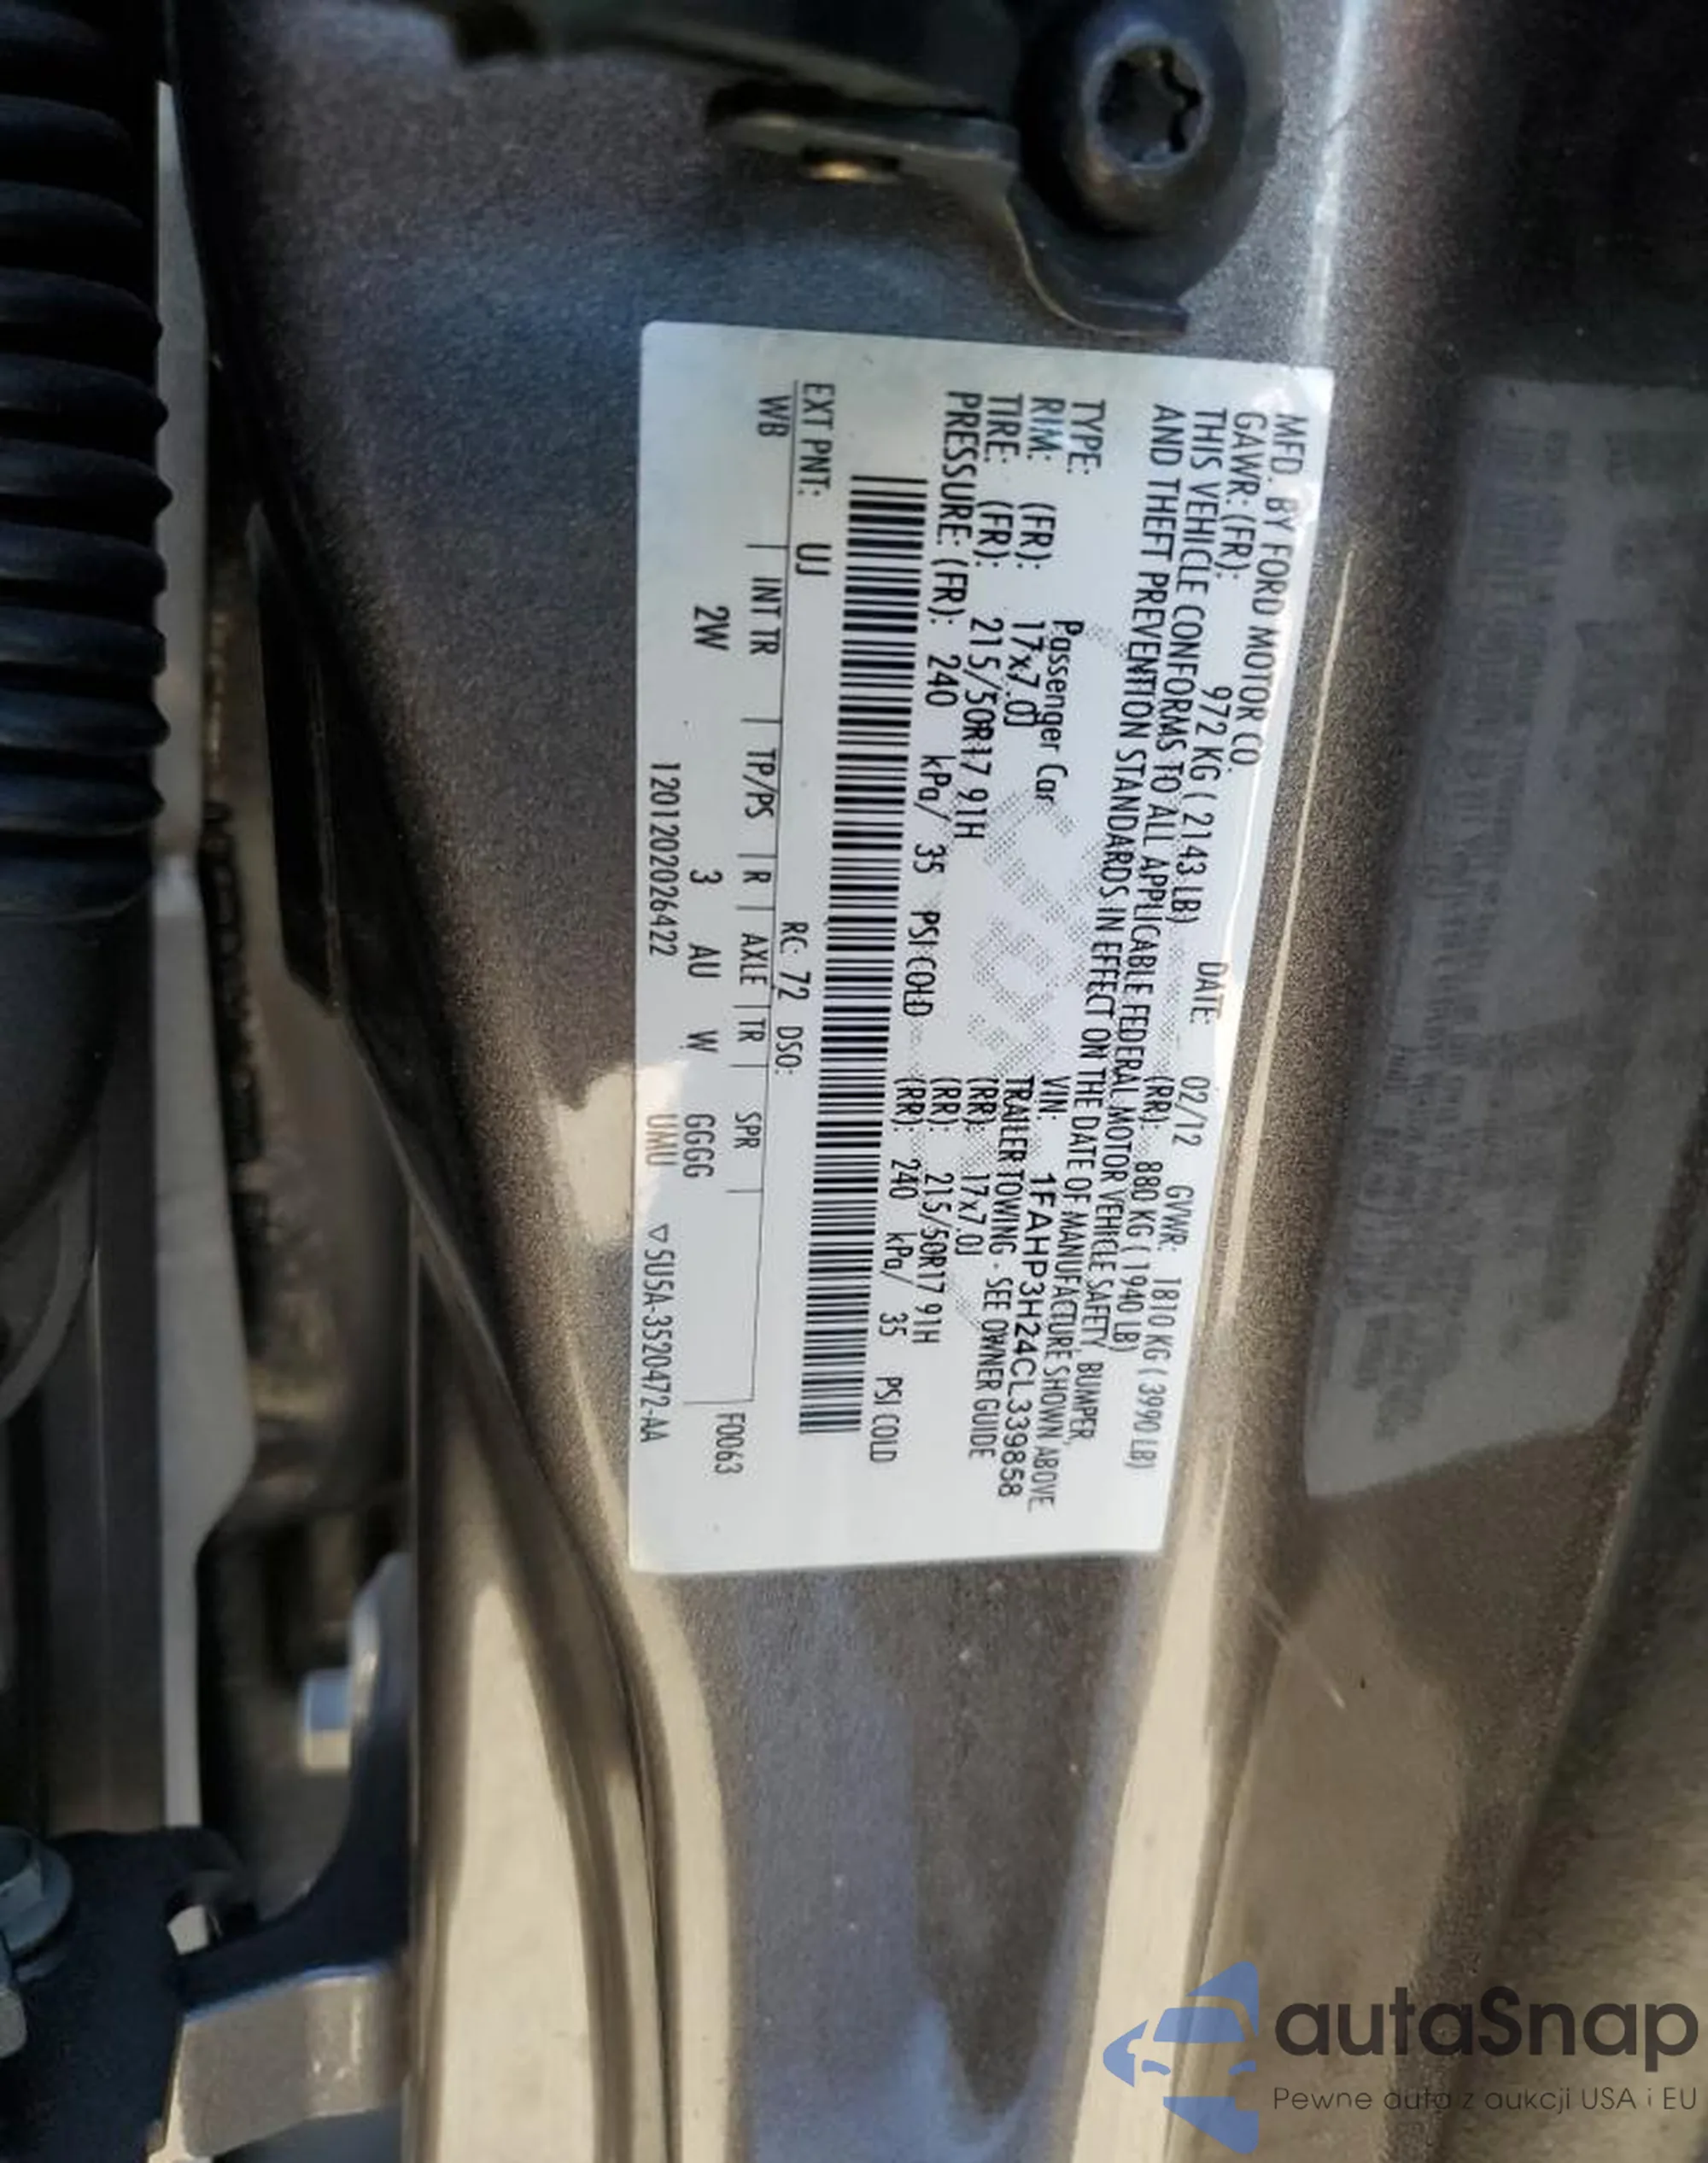 MFD. BY FORD MOTOR CO.
DATE: 02/12 GVWR: 1810 KG ( 3990 LB)
GAWR: (FR): 972 KG ( 2143 LB) (RR): 880 KG ( 1940 LB)
THIS VEHICLE CONFORMS TO ALL APPLICABLE FEDERAL MOTOR VEHICLE SAFETY, BUMPER,
AND THEFT PREVENTION STANDARDS IN EFFECT ON THE DATE OF MANUFACTURE SHOWN ABOVE.
VIN: 1FAHP3H24CL339858
TYPE: Passenger Car TRAILER TOWING - SEE OWNER GUIDE
RIM: (FR): 17x7.0J (RR): 17x7.0J
TIRE: (FR): 215/50R17 91H (RR): 215/50R17 91H
PRESSURE: (FR): 240 kPa/ 35 PSI COLD (RR): 240 kPa/ 35 PSI COLD
EXT PNT: UJ RC: 72 DSO:
WB | INT TR | TP/PS | R | AXLE | TR | SPR | F0063
2W 3 AU W GGGG
120120202​6422 UMU ▽5U5A-3520472-AA
autaSnap
Pewne auta z aukcji USA i EU